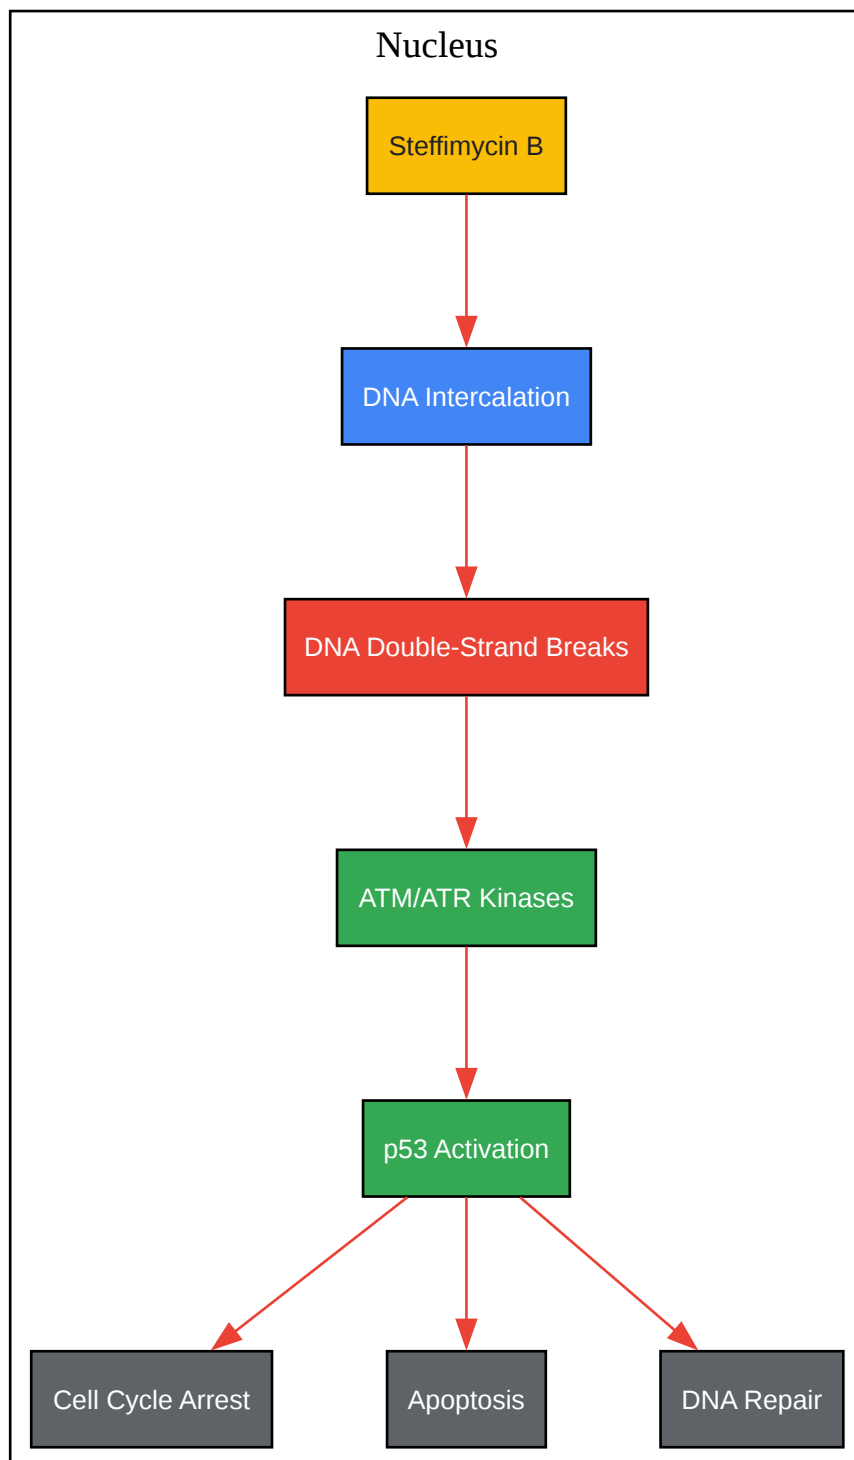 Nucleus
Steffimycin B
DNA Intercalation
DNA Double-Strand Breaks
ATM/ATR Kinases
p53 Activation
Cell Cycle Arrest
Apoptosis
DNA Repair